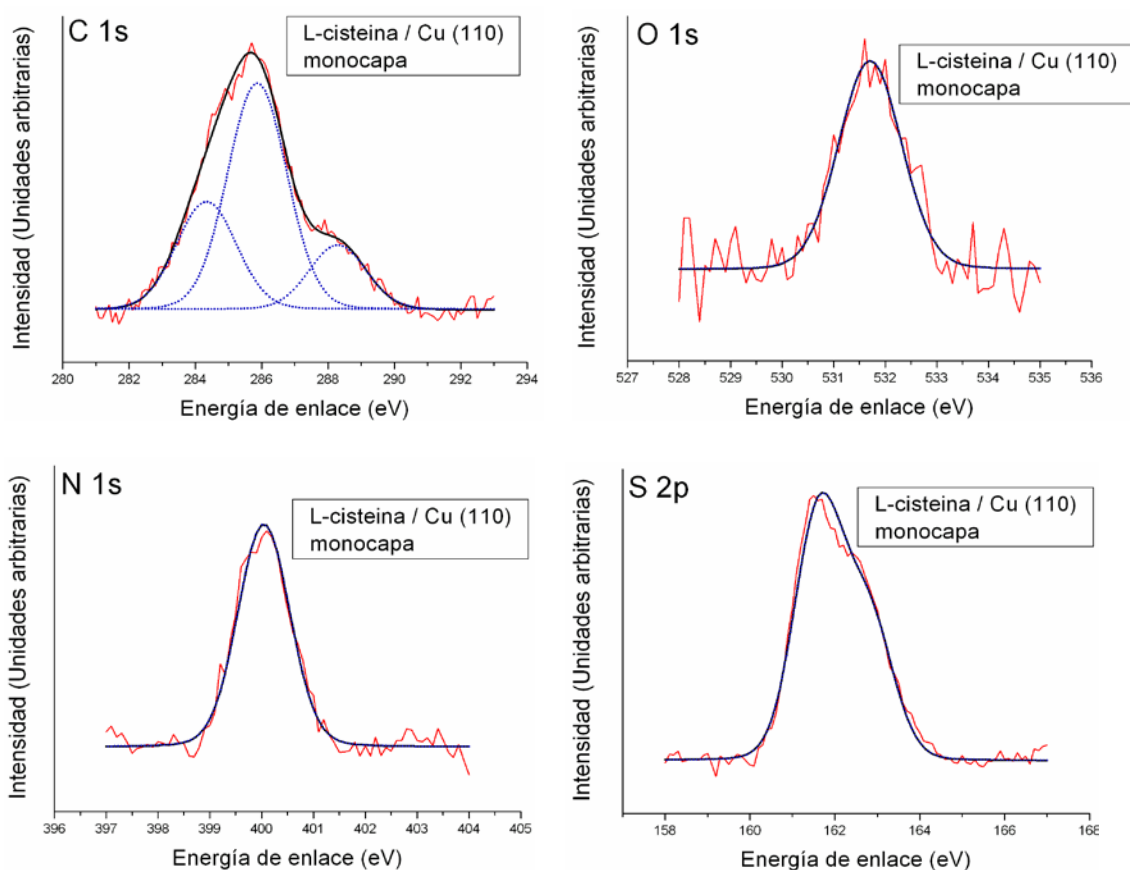 C 1s
L-cisteina / Cu (110)
monocapa
Intensidad (Unidades arbitrarias)
280 282 284 286 288 290 292 294
Energía de enlace (eV)
O 1s
L-cisteina / Cu (110)
monocapa
Intensidad (Unidades arbitrarias)
527 528 529 530 531 532 533 534 535 536
Energía de enlace (eV)
N 1s
L-cisteina / Cu (110)
monocapa
Intensidad (Unidades arbitrarias)
396 397 398 399 400 401 402 403 404 405
Energía de enlace (eV)
S 2p
L-cisteina / Cu (110)
monocapa
Intensidad (Unidades arbitrarias)
158 160 162 164 166 168
Energía de enlace (eV)